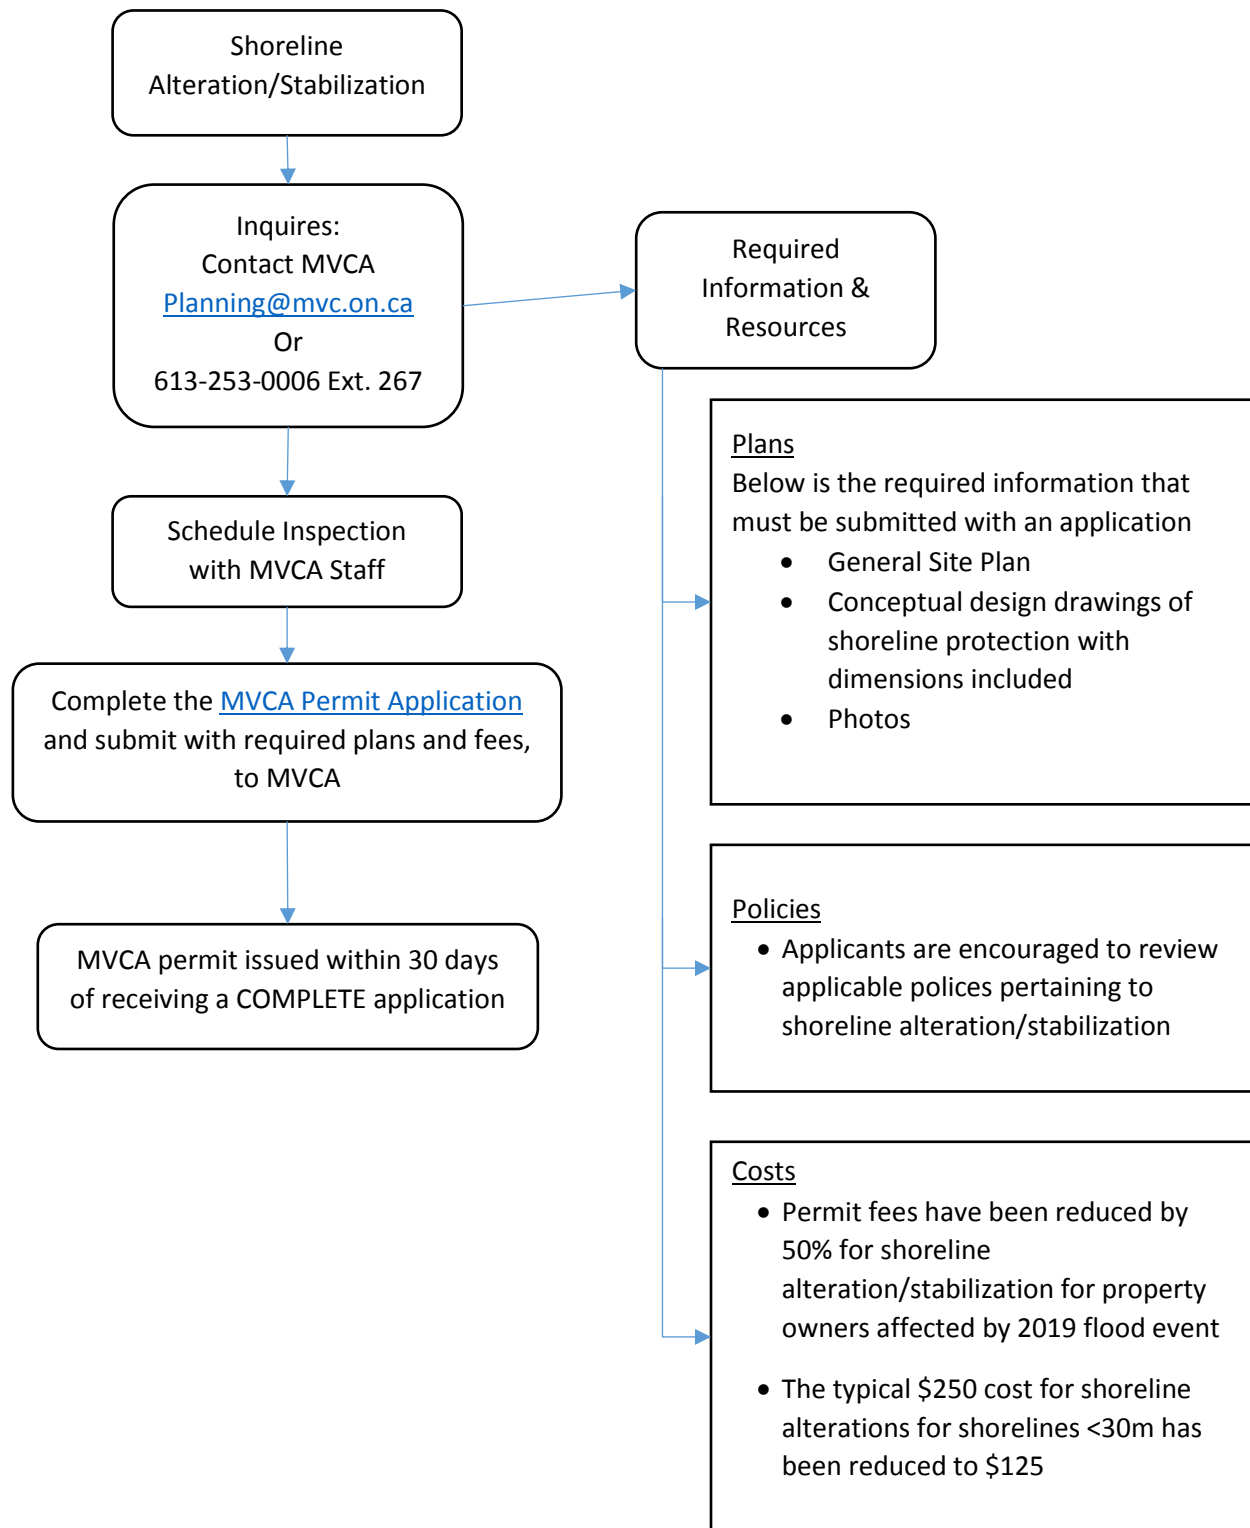 Shoreline
Alteration/Stabilization
Inquires:
Contact MVCA
Planning@mvc.on.ca
Or
613-253-0006 Ext. 267
Required
Information &
Resources
Schedule Inspection
with MVCA Staff
Complete the MVCA Permit Application
and submit with required plans and fees,
to MVCA
MVCA permit issued within 30 days
of receiving a COMPLETE application
Plans
Below is the required information that
must be submitted with an application
• General Site Plan
• Conceptual design drawings of
shoreline protection with
dimensions included
• Photos
Policies
• Applicants are encouraged to review
applicable polices pertaining to
shoreline alteration/stabilization
Costs
• Permit fees have been reduced by
50% for shoreline
alteration/stabilization for property
owners affected by 2019 flood event
• The typical $250 cost for shoreline
alterations for shorelines <30m has
been reduced to $125